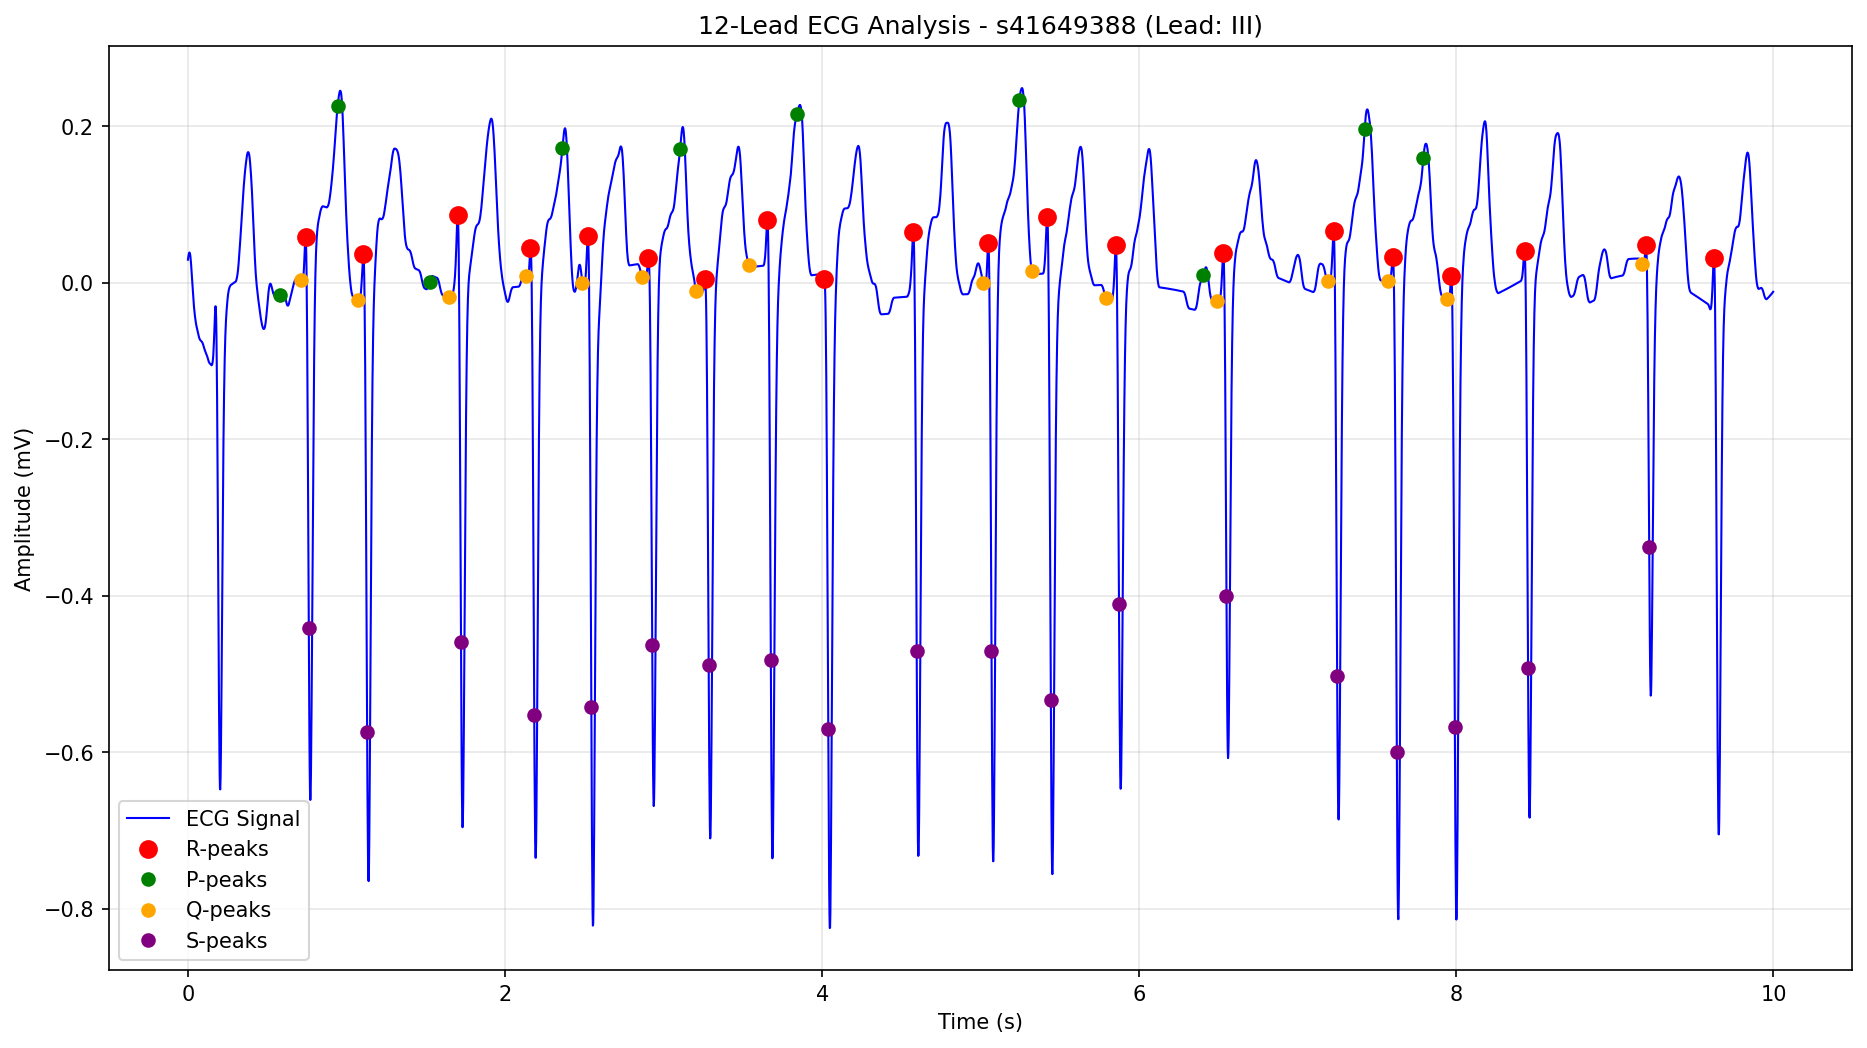 12-Lead ECG Analysis - s41649388 (Lead: III)
Amplitude (mV)
0.2
0.0
−0.2
−0.4
−0.6
−0.8
ECG Signal
R-peaks
P-peaks
Q-peaks
S-peaks
0 2 4 6 8 10
Time (s)